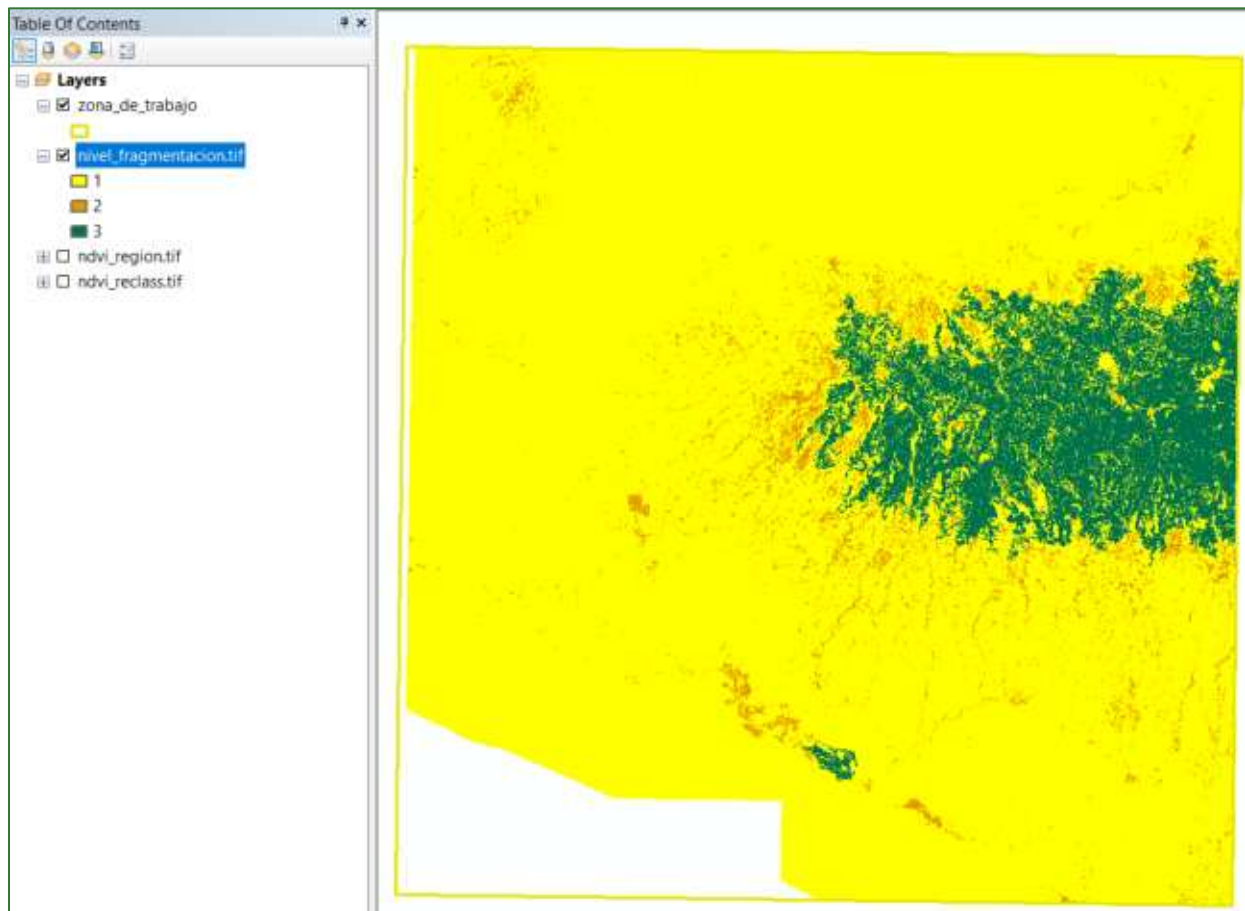 Table Of Contents
Layers
zona_de_trabajo
nivel_fragmentacion.tif
1
2
3
ndvi_region.tif
ndvi_reclass.tif